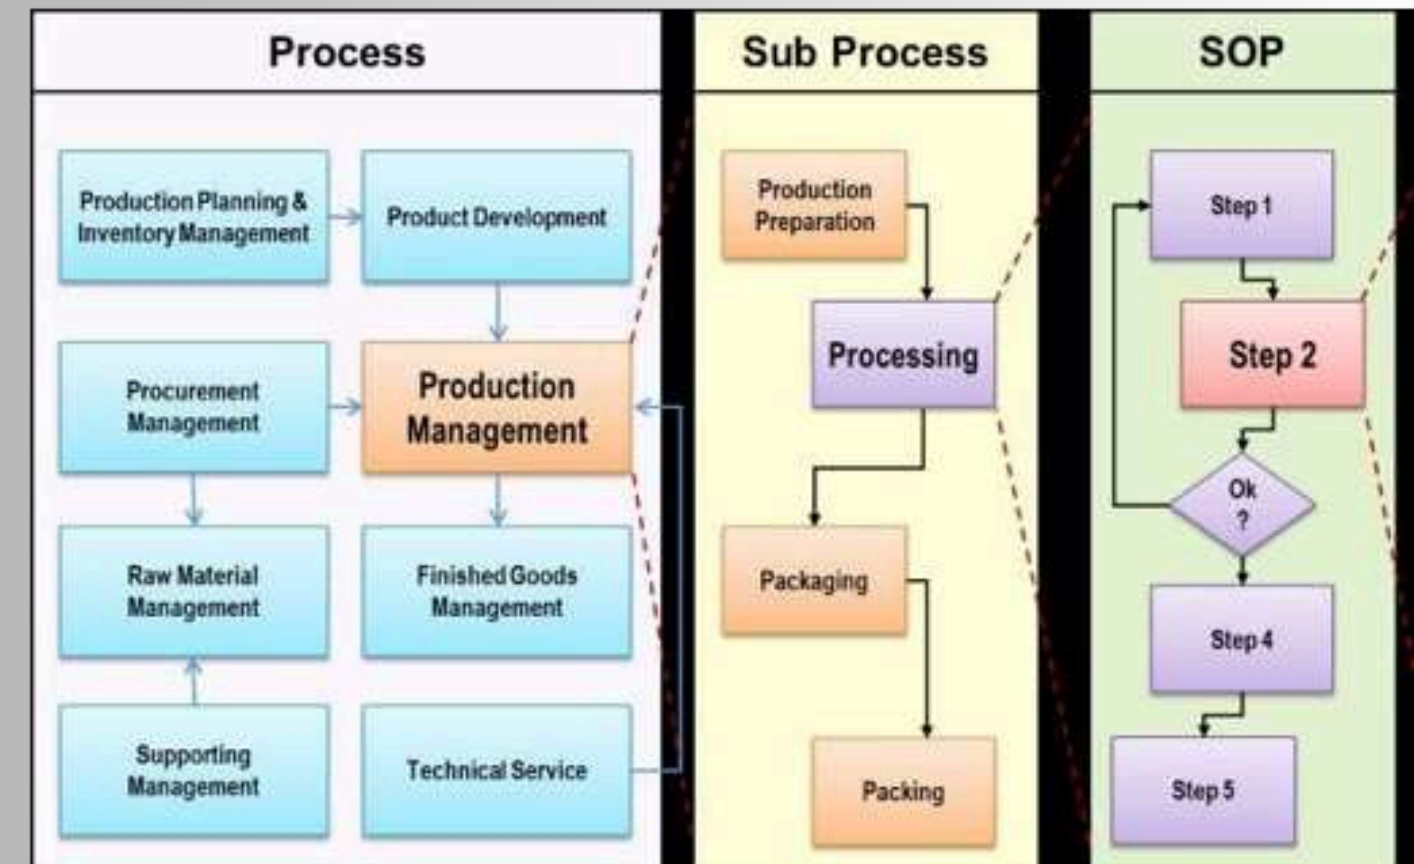 Process
Production Planning &
Inventory Management
Product Development
Procurement
Management
Production
Management
Raw Material
Management
Finished Goods
Management
Supporting
Management
Technical Service
Sub Process
Production
Preparation
Processing
Packaging
Packing
SOP
Step 1
Step 2
Ok
?
Step 4
Step 5